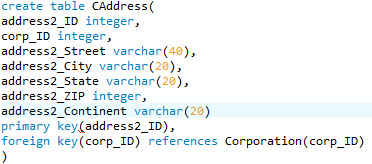 create table CAddress(
address2_ID integer,
corp_ID integer,
address2_Street varchar(40),
address2_City varchar(20),
address2_State varchar(20),
address2_ZIP integer,
address2_Continent varchar(20)
primary key(address2_ID),
foreign key(corp_ID) references Corporation(corp_ID)
)